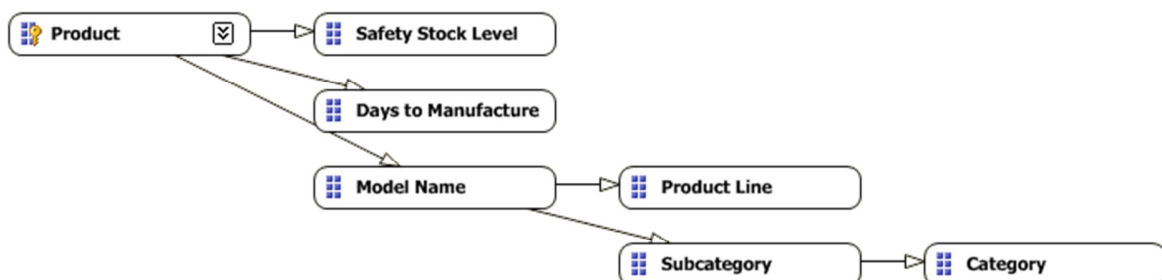 Product
Safety Stock Level
Days to Manufacture
Model Name
Product Line
Subcategory
Category